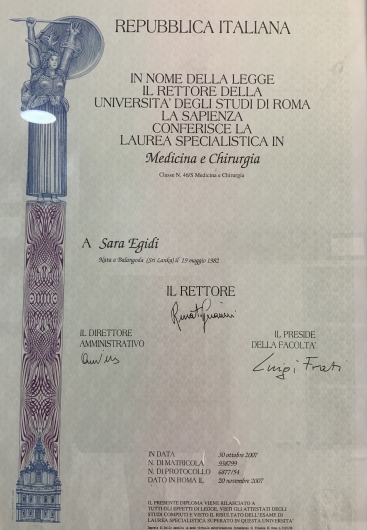 REPUBBLICA ITALIANA
IN NOME DELLA LEGGE
IL RETTORE DELLA
UNIVERSITA' DEGLI STUDI DI ROMA
LA SAPIENZA
CONFERISCE LA
LAUREA SPECIALISTICA IN
Medicina e Chirurgia
Classe N. 46/S Medicina e Chirurgia
A Sara Egidi
Nata a Balangoda (Sri Lanka) il 19 maggio 1982
IL RETTORE
IL DIRETTORE
AMMINISTRATIVO
IL PRESIDE
DELLA FACOLTA'
Luigi Frati
IN DATA 30 ottobre 2007
N. DI MATRICOLA 938799
N. DI PROTOCOLLO 6877/54
DATO IN ROMA IL 20 novembre 2007
IL PRESENTE DIPLOMA VIENE RILASCIATO A
TUTTI GLI EFFETTI DI LEGGE, VISTI GLI ATTESTATI DEGLI
STUDI COMPIUTI E VISTO IL RISULTATO DELL'ESAME DI
LAUREA SPECIALISTICA SUPERATO IN QUESTA UNIVERSITA'